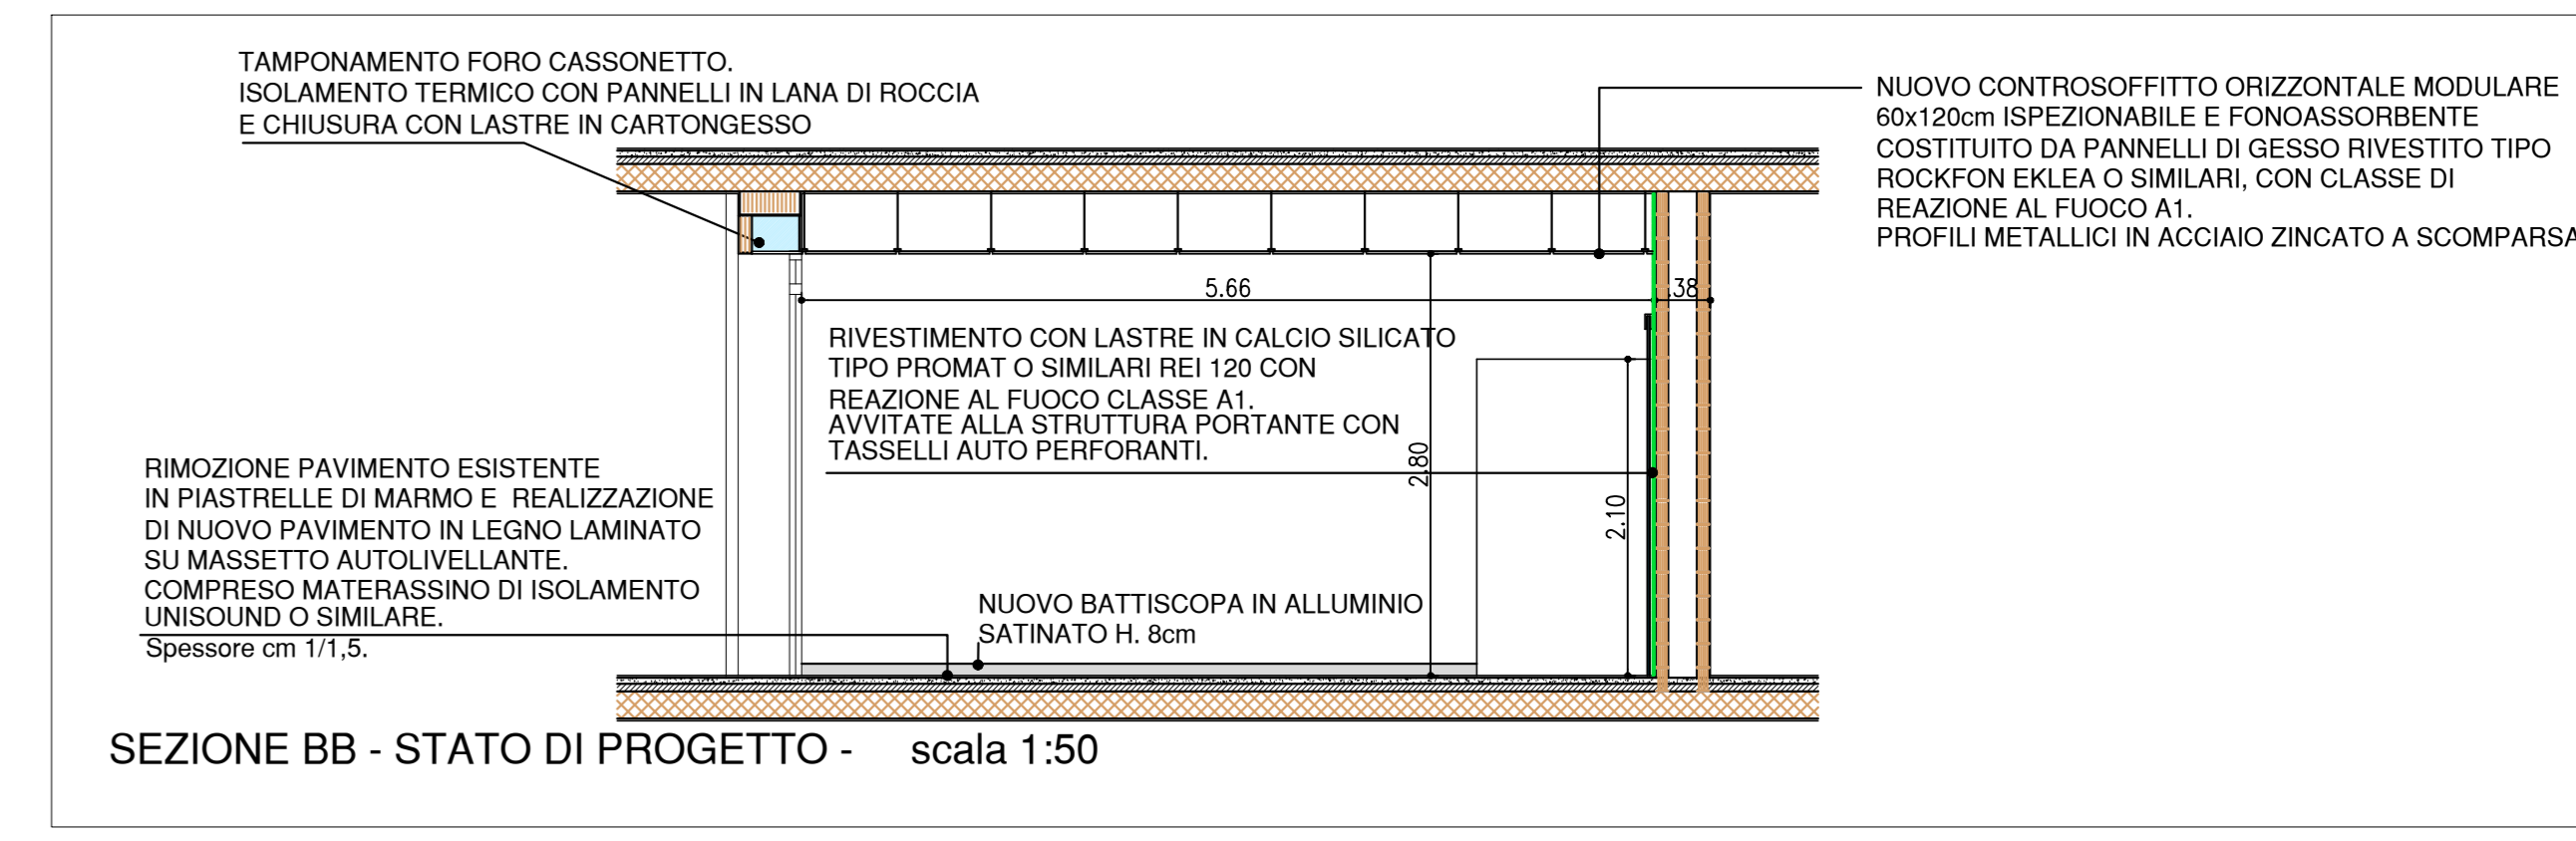 TAMPONAMENTO FORO CASSONETTO.
ISOLAMENTO TERMICO CON PANNELLI IN LANA DI ROCCIA
E CHIUSURA CON LASTRE IN CARTONGESSO
NUOVO CONTROSOFFITTO ORIZZONTALE MODULARE
60x120cm ISPEZIONABILE E FONOASSORBENTE
COSTITUITO DA PANNELLI DI GESSO RIVESTITO TIPO
ROCKFON EKLEA O SIMILARI, CON CLASSE DI
REAZIONE AL FUOCO A1.
PROFILI METALLICI IN ACCIAIO ZINCATO A SCOMPARSA
5.66
.38
RIVESTIMENTO CON LASTRE IN CALCIO SILICATO
TIPO PROMAT O SIMILARI REI 120 CON
REAZIONE AL FUOCO CLASSE A1.
AVVITATE ALLA STRUTTURA PORTANTE CON
TASSELLI AUTO PERFORANTI.
2.80
2.10
RIMOZIONE PAVIMENTO ESISTENTE
IN PIASTRELLE DI MARMO E  REALIZZAZIONE
DI NUOVO PAVIMENTO IN LEGNO LAMINATO
SU MASSETTO AUTOLIVELLANTE.
COMPRESO MATERASSINO DI ISOLAMENTO
UNISOUND O SIMILARE.
Spessore cm 1/1,5.
NUOVO BATTISCOPA IN ALLUMINIO
SATINATO H. 8cm
SEZIONE BB - STATO DI PROGETTO - scala 1:50